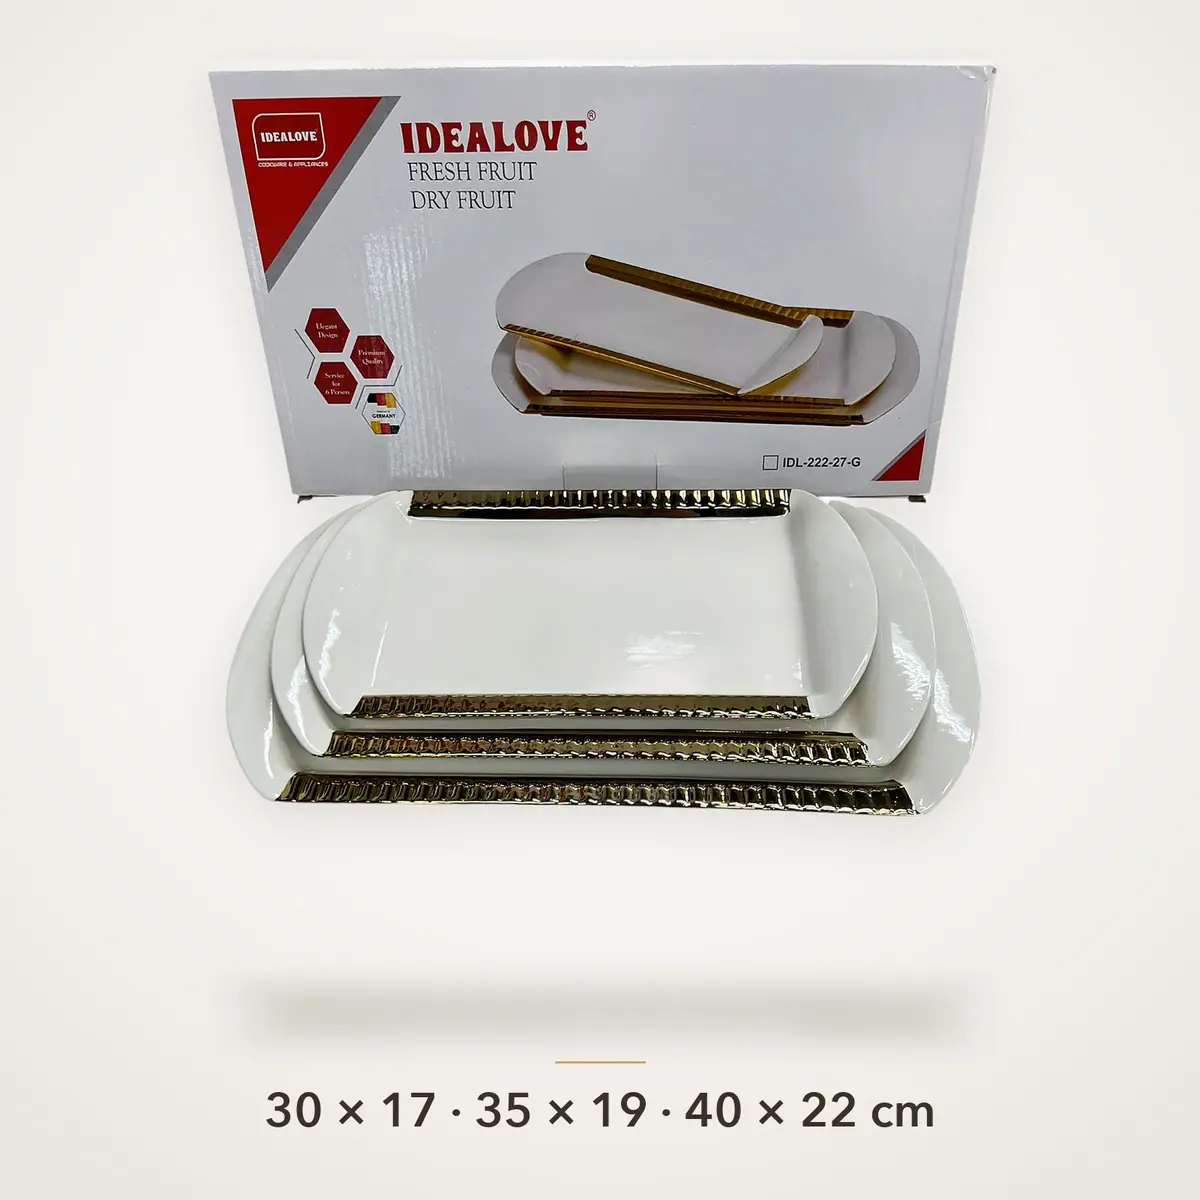 IDEALOVE
COOKWARE & APPLIANCES
IDEALOVE®
FRESH FRUIT
DRY FRUIT
Elegant
Design
Premium
Quality
Service
for
6 Person
GERMANY
IDL-222-27-G
30 × 17 · 35 × 19 · 40 × 22 cm